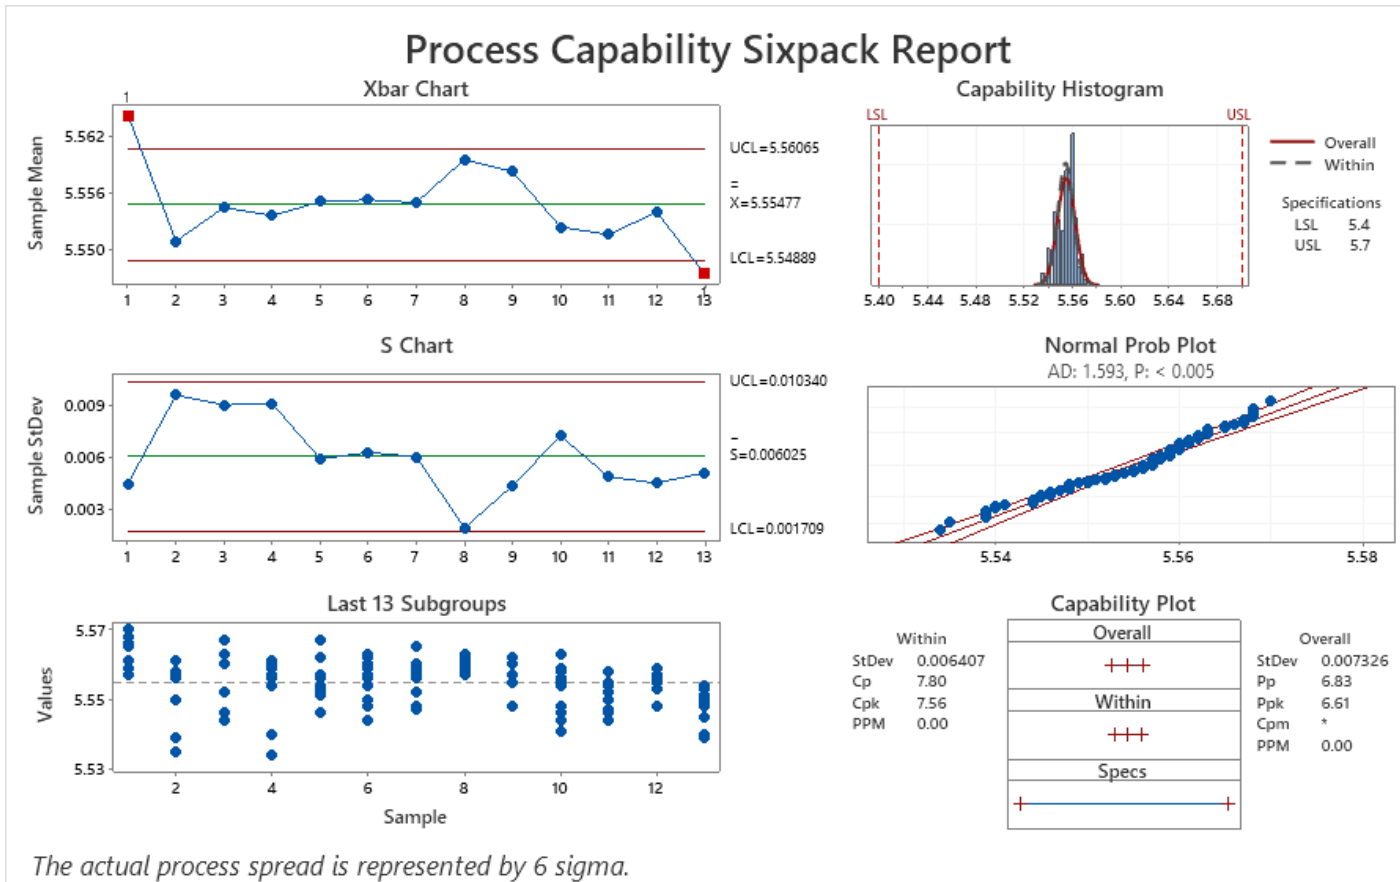 Process Capability Sixpack Report
Xbar Chart
1
Sample Mean
5.562
5.556
5.550
UCL=5.56065
=
X=5.55477
LCL=5.54889
1
1 2 3 4 5 6 7 8 9 10 11 12 13
Capability Histogram
LSL USL
Overall
Within
Specifications
LSL 5.4
USL 5.7
5.40 5.44 5.48 5.52 5.56 5.60 5.64 5.68
S Chart
Sample StDev
0.009
0.006
0.003
UCL=0.010340
-
S=0.006025
LCL=0.001709
1 2 3 4 5 6 7 8 9 10 11 12 13
Normal Prob Plot
AD: 1.593, P: < 0.005
5.54 5.56 5.58
Last 13 Subgroups
Values
5.57
5.55
5.53
2 4 6 8 10 12
Sample
Capability Plot
Within
StDev 0.006407
Cp 7.80
Cpk 7.56
PPM 0.00
Overall
Within
Specs
Overall
StDev 0.007326
Pp 6.83
Ppk 6.61
Cpm *
PPM 0.00
The actual process spread is represented by 6 sigma.